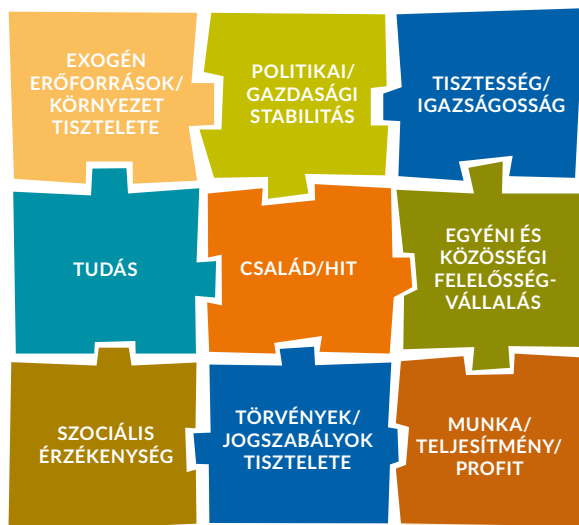 EXOGÉN
ERŐFORRÁSOK/
KÖRNYEZET
TISZTELETE
POLITIKAI/
GAZDASÁGI
STABILITÁS
TISZTESSÉG/
IGAZSÁGOSSÁG
TUDÁS
CSALÁD/HIT
EGYÉNI ÉS
KÖZÖSSÉGI
FELELŐSSÉG-
VÁLLALÁS
SZOCIÁLIS
ÉRZÉKENYSÉG
TÖRVÉNYEK/
JOGSZABÁLYOK
TISZTELETE
MUNKA/
TELJESÍTMÉNY/
PROFIT